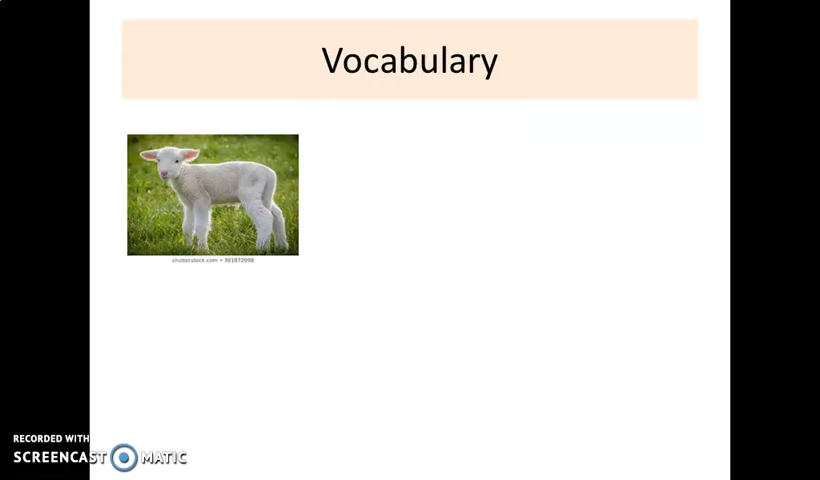 Vocabulary
shutterstock.com • 301872098
RECORDED WITH
SCREENCAST MATIC